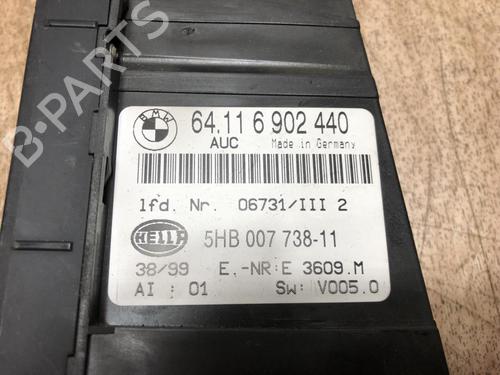 B-PARTS
BMW
64.11 6 902 440
AUC Made in Germany
lfd. Nr. 06731/III 2
HELLA
5HB 007 738-11
38/99 E.-NR:E 3609.M
AI : 01 SW: V005.0